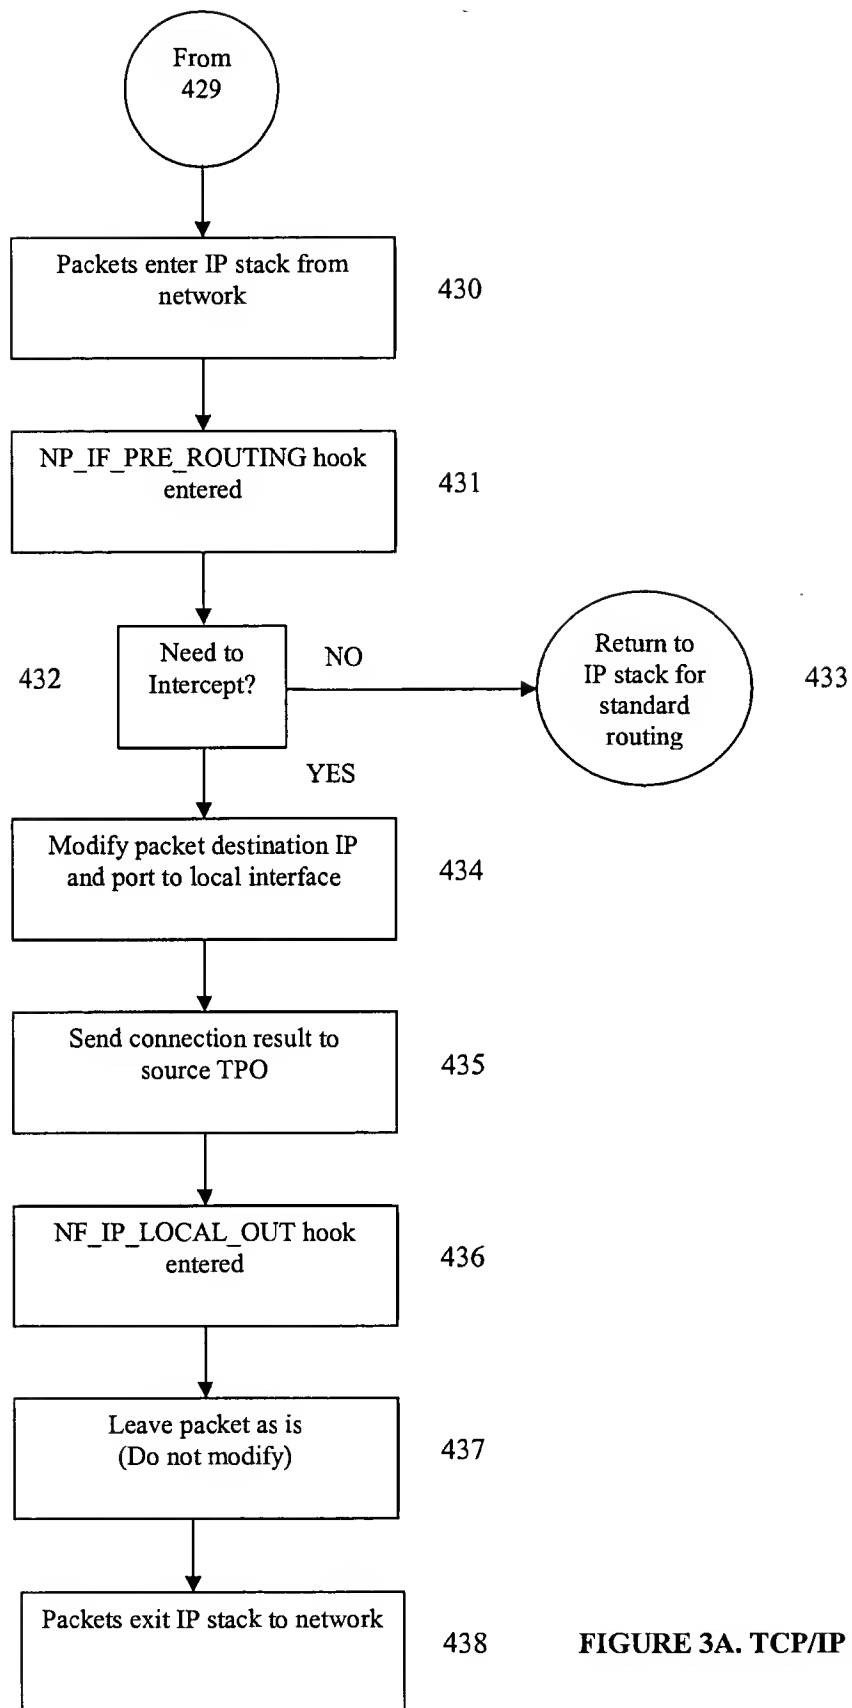 From
429
Packets enter IP stack from
network
430
NP_IF_PRE_ROUTING hook
entered
431
432
Need to
Intercept?
NO
Return to
IP stack for
standard
routing
433
YES
Modify packet destination IP
and port to local interface
434
Send connection result to
source TPO
435
NF_IP_LOCAL_OUT hook
entered
436
Leave packet as is
(Do not modify)
437
Packets exit IP stack to network
438
FIGURE 3A. TCP/IP